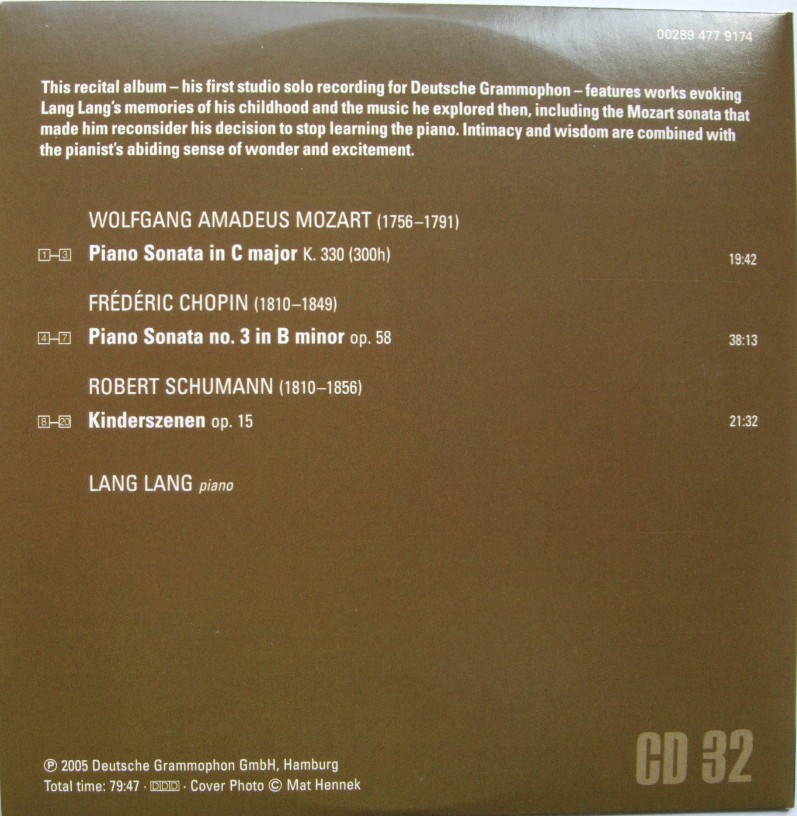 00289 477 9174
This recital album – his first studio solo recording for Deutsche Grammophon – features works evoking
Lang Lang's memories of his childhood and the music he explored then, including the Mozart sonata that
made him reconsider his decision to stop learning the piano. Intimacy and wisdom are combined with
the pianist's abiding sense of wonder and excitement.
WOLFGANG AMADEUS MOZART (1756–1791)
1–3 Piano Sonata in C major K. 330 (300h) 19:42
FRÉDÉRIC CHOPIN (1810–1849)
4–7 Piano Sonata no. 3 in B minor op. 58 38:13
ROBERT SCHUMANN (1810–1856)
8–20 Kinderszenen op. 15 21:32
LANG LANG piano
℗ 2005 Deutsche Grammophon GmbH, Hamburg
Total time: 79:47 · DDD · Cover Photo © Mat Hennek
CD 32